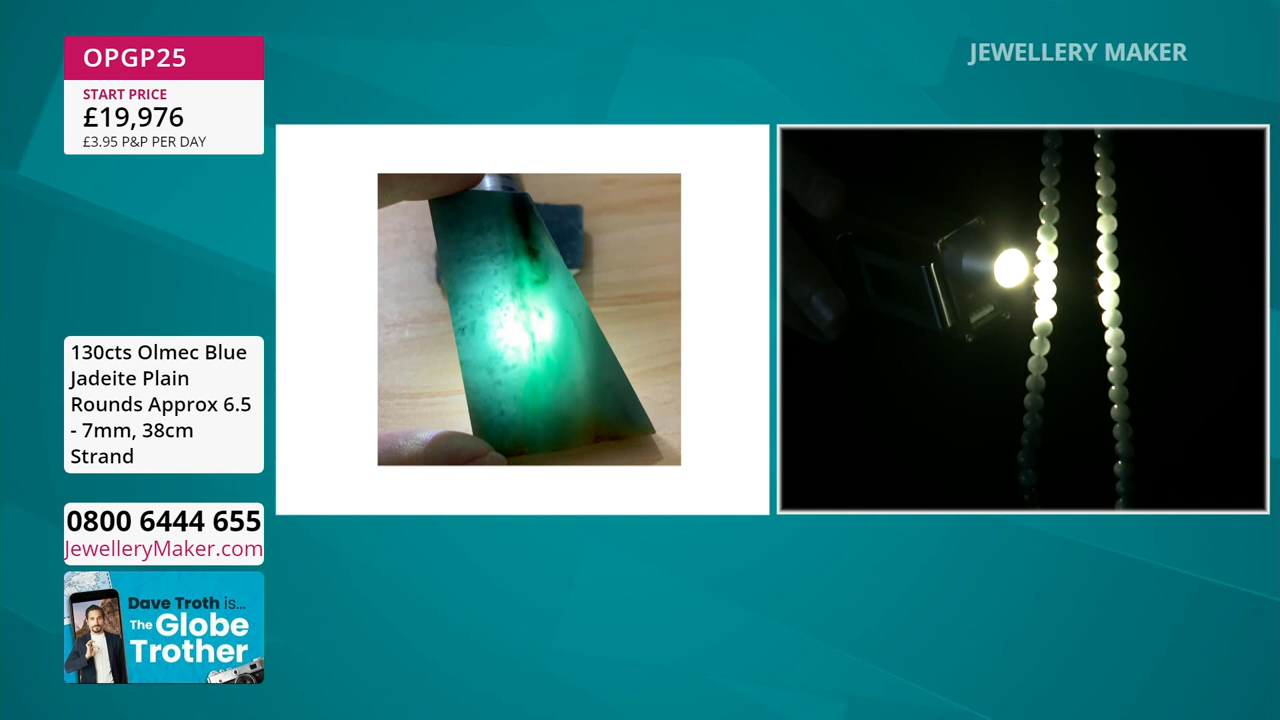 OPGP25
START PRICE
£19,976
£3.95 P&P PER DAY
JEWELLERY MAKER
130cts Olmec Blue
Jadeite Plain
Rounds Approx 6.5
- 7mm, 38cm
Strand
0800 6444 655
JewelleryMaker.com
Dave Troth is...
The Globe
Trother